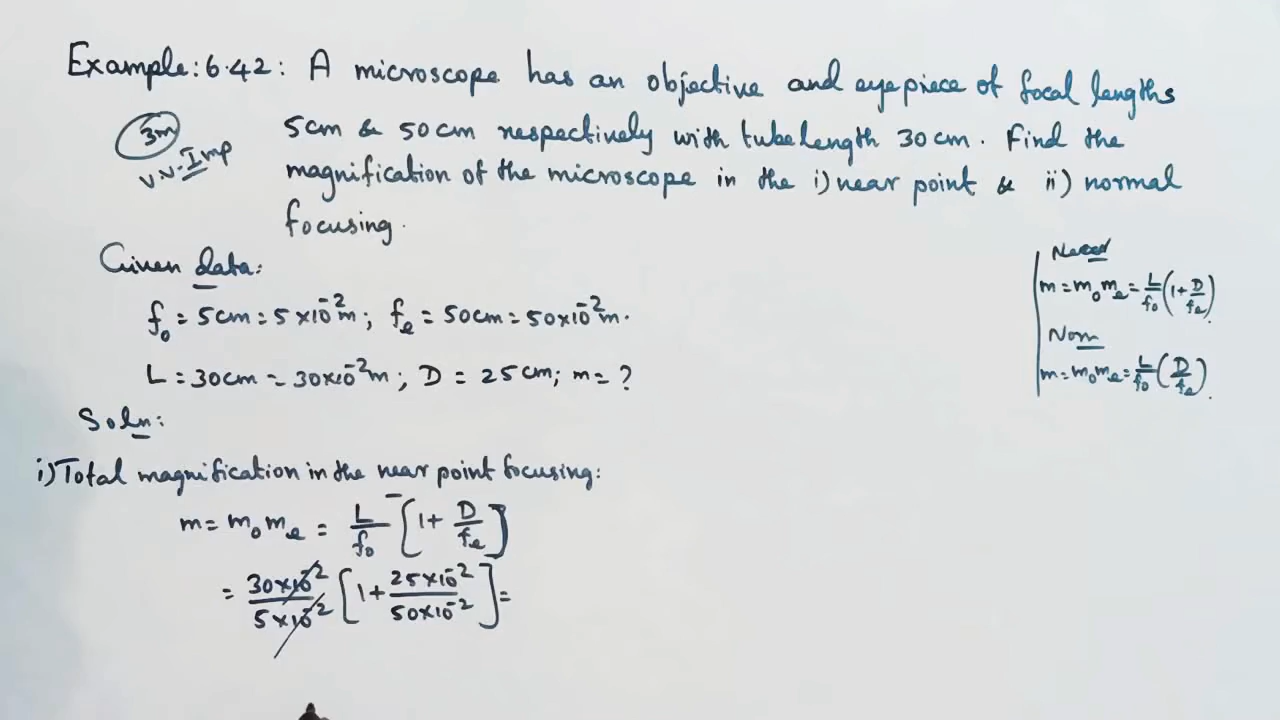 Example: 6.42: A microscope has an objective and eyepiece of focal lengths
3m
V.V.Imp
5cm & 50cm respectively with tube length 30cm. Find the
magnification of the microscope in the i) near point & ii) normal
focusing.
Given data:
f₀ = 5cm = 5×10⁻²m; fₑ = 50cm = 50×10⁻²m.
L = 30cm = 30×10⁻²m; D = 25cm; m = ?
Near
m = m₀mₑ = L/f₀ (1 + D/fₑ).
Nom
m = m₀mₑ = L/f₀ (D/fₑ).
Soln:
i) Total magnification in the near point focusing:
m = m₀mₑ = L/f₀ [1 + D/fₑ]
= 30×10⁻²/5×10⁻² [1 + 25×10⁻²/50×10⁻²] =